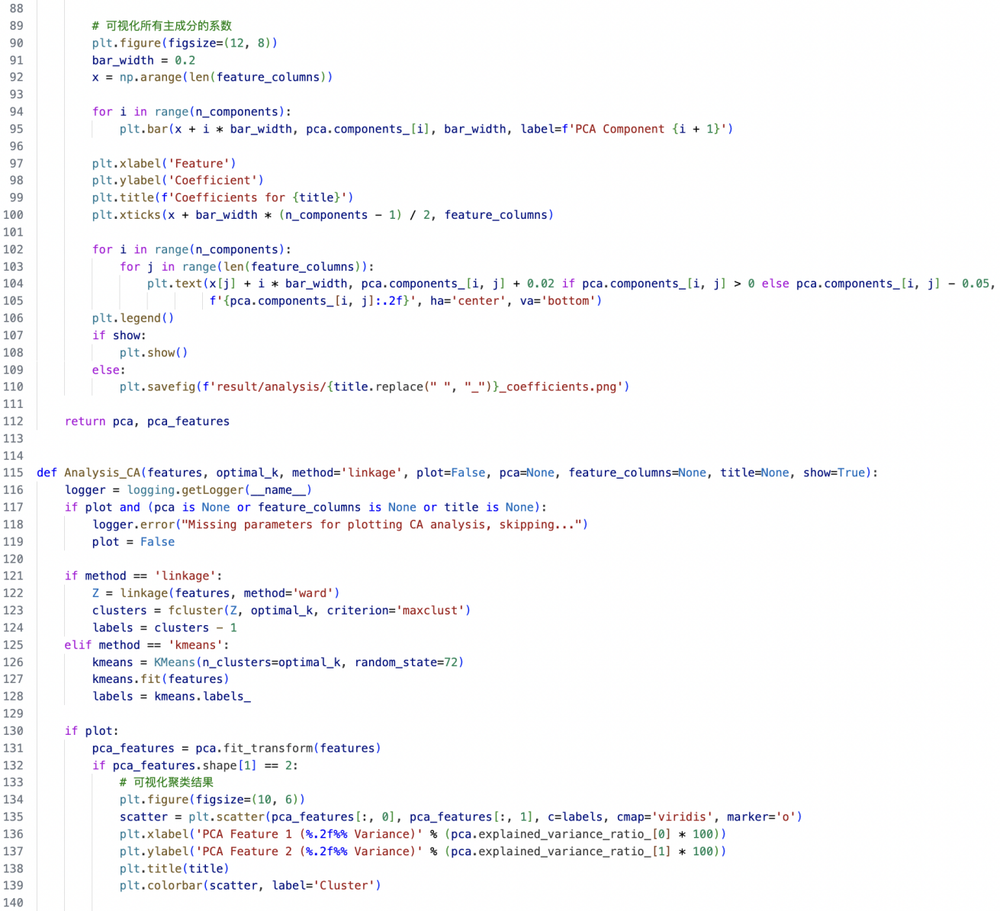 88
89 # 可视化所有主成分的系数
90 plt.figure(figsize=(12, 8))
91 bar_width = 0.2
92 x = np.arange(len(feature_columns))
93
94 for i in range(n_components):
95 plt.bar(x + i * bar_width, pca.components_[i], bar_width, label=f'PCA Component {i + 1}')
96
97 plt.xlabel('Feature')
98 plt.ylabel('Coefficient')
99 plt.title(f'Coefficients for {title}')
100 plt.xticks(x + bar_width * (n_components - 1) / 2, feature_columns)
101
102 for i in range(n_components):
103 for j in range(len(feature_columns)):
104 plt.text(x[j] + i * bar_width, pca.components_[i, j] + 0.02 if pca.components_[i, j] > 0 else pca.components_[i, j] - 0.05,
105 f'{pca.components_[i, j]:.2f}', ha='center', va='bottom')
106 plt.legend()
107 if show:
108 plt.show()
109 else:
110 plt.savefig(f'result/analysis/{title.replace(" ", "_")}_coefficients.png')
111
112 return pca, pca_features
113
114
115 def Analysis_CA(features, optimal_k, method='linkage', plot=False, pca=None, feature_columns=None, title=None, show=True):
116 logger = logging.getLogger(__name__)
117 if plot and (pca is None or feature_columns is None or title is None):
118 logger.error("Missing parameters for plotting CA analysis, skipping...")
119 plot = False
120
121 if method == 'linkage':
122 Z = linkage(features, method='ward')
123 clusters = fcluster(Z, optimal_k, criterion='maxclust')
124 labels = clusters - 1
125 elif method == 'kmeans':
126 kmeans = KMeans(n_clusters=optimal_k, random_state=72)
127 kmeans.fit(features)
128 labels = kmeans.labels_
129
130 if plot:
131 pca_features = pca.fit_transform(features)
132 if pca_features.shape[1] == 2:
133 # 可视化聚类结果
134 plt.figure(figsize=(10, 6))
135 scatter = plt.scatter(pca_features[:, 0], pca_features[:, 1], c=labels, cmap='viridis', marker='o')
136 plt.xlabel('PCA Feature 1 (%.2f%% Variance)' % (pca.explained_variance_ratio_[0] * 100))
137 plt.ylabel('PCA Feature 2 (%.2f%% Variance)' % (pca.explained_variance_ratio_[1] * 100))
138 plt.title(title)
139 plt.colorbar(scatter, label='Cluster')
140